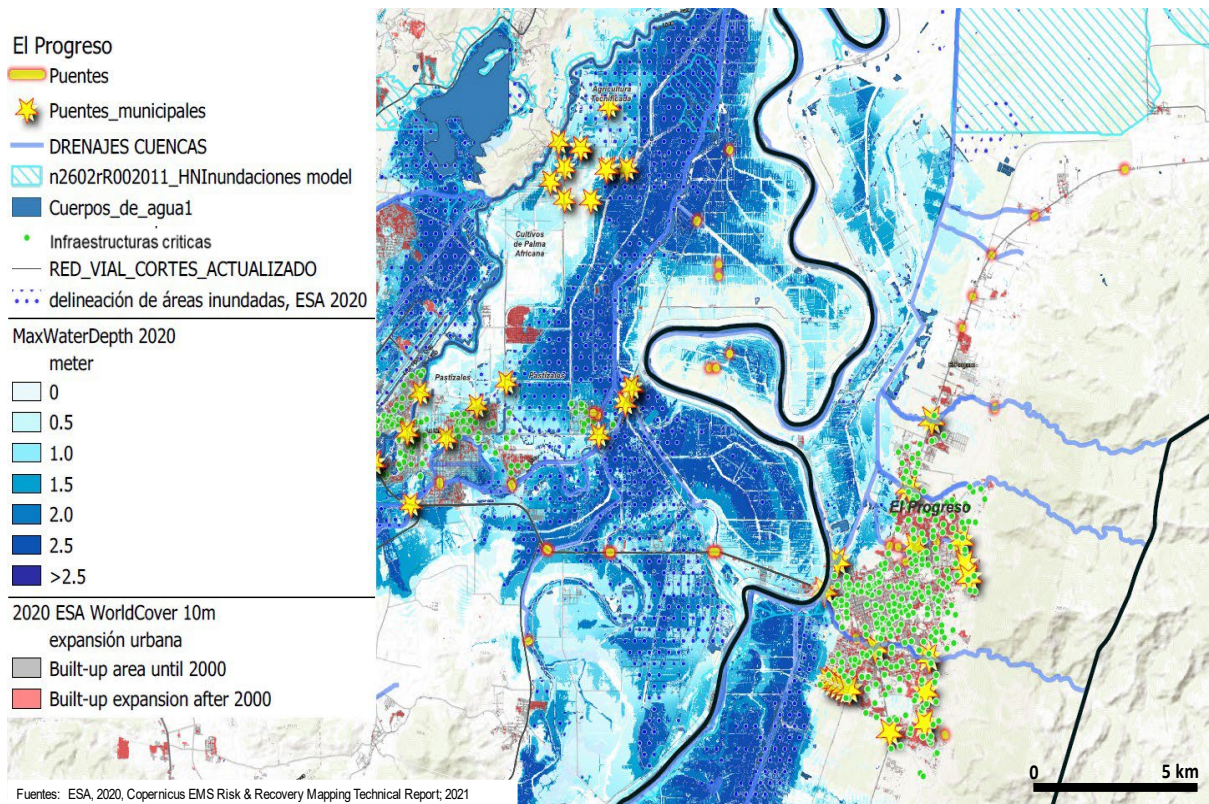 El Progreso
Puentes
Puentes_municipales
DRENAJES CUENCAS
n2602rR002011_HNInundaciones model
Cuerpos_de_agua1
Infraestructuras criticas
RED_VIAL_CORTES_ACTUALIZADO
delineación de áreas inundadas, ESA 2020
MaxWaterDepth 2020
meter
0
0.5
1.0
1.5
2.0
2.5
>2.5
2020 ESA WorldCover 10m
expansión urbana
Built-up area until 2000
Built-up expansion after 2000
Fuentes: ESA, 2020, Copernicus EMS Risk & Recovery Mapping Technical Report; 2021
Agricultura
Tecnificada
Cultivos
de Palma
Africana
Pastizales
Pastizales
El Progreso
0 5 km